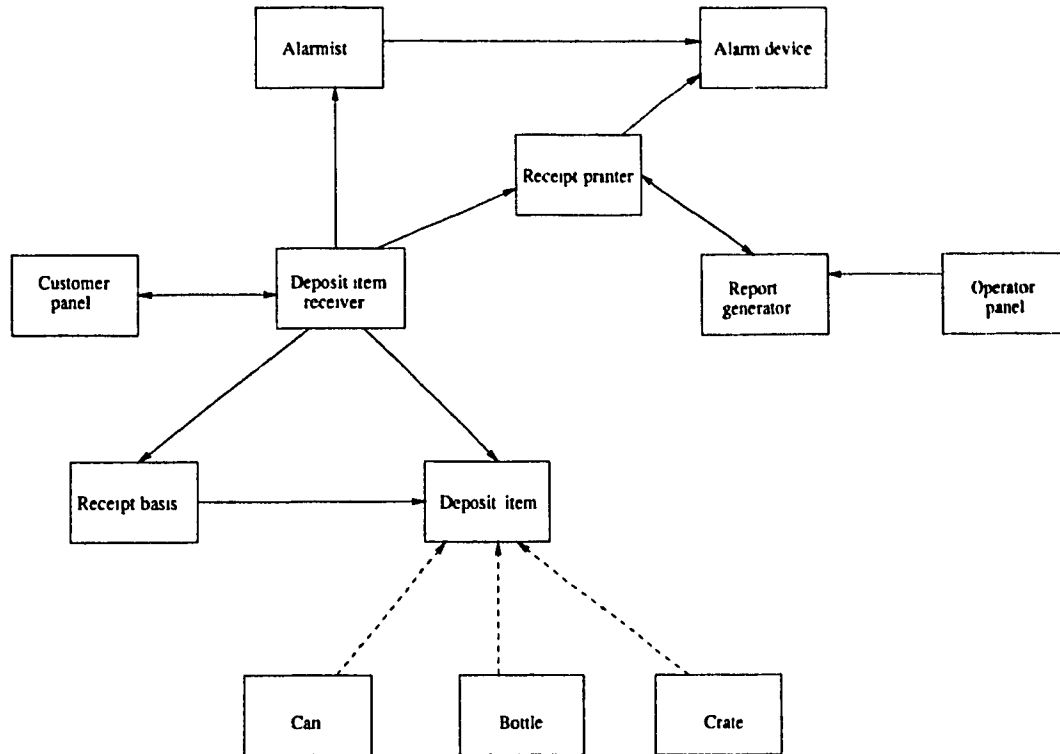 Alarmist
Alarm device
Receipt printer
Customer
panel
Deposit item
receiver
Report
generator
Operator
panel
Receipt basis
Deposit item
Can
Bottle
Crate